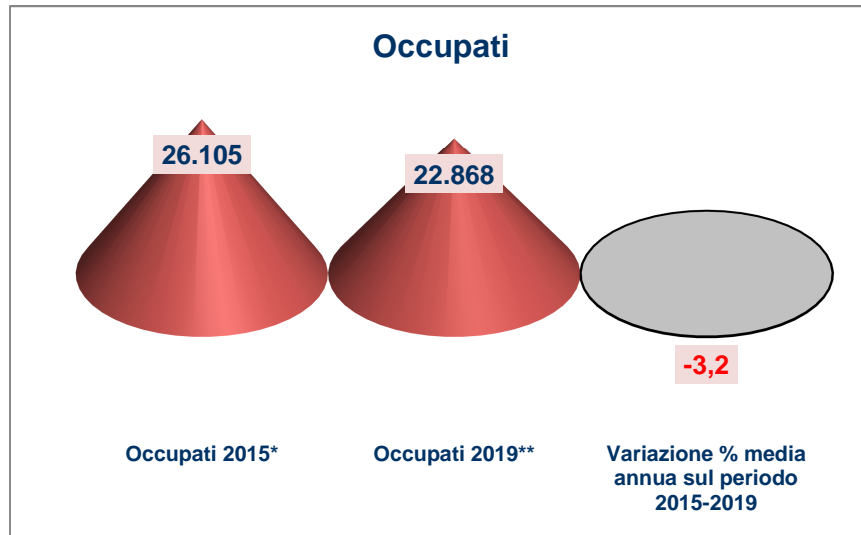 Occupati
26.105
22.868
-3,2
Occupati 2015*
Occupati 2019**
Variazione % media
annua sul periodo
2015-2019